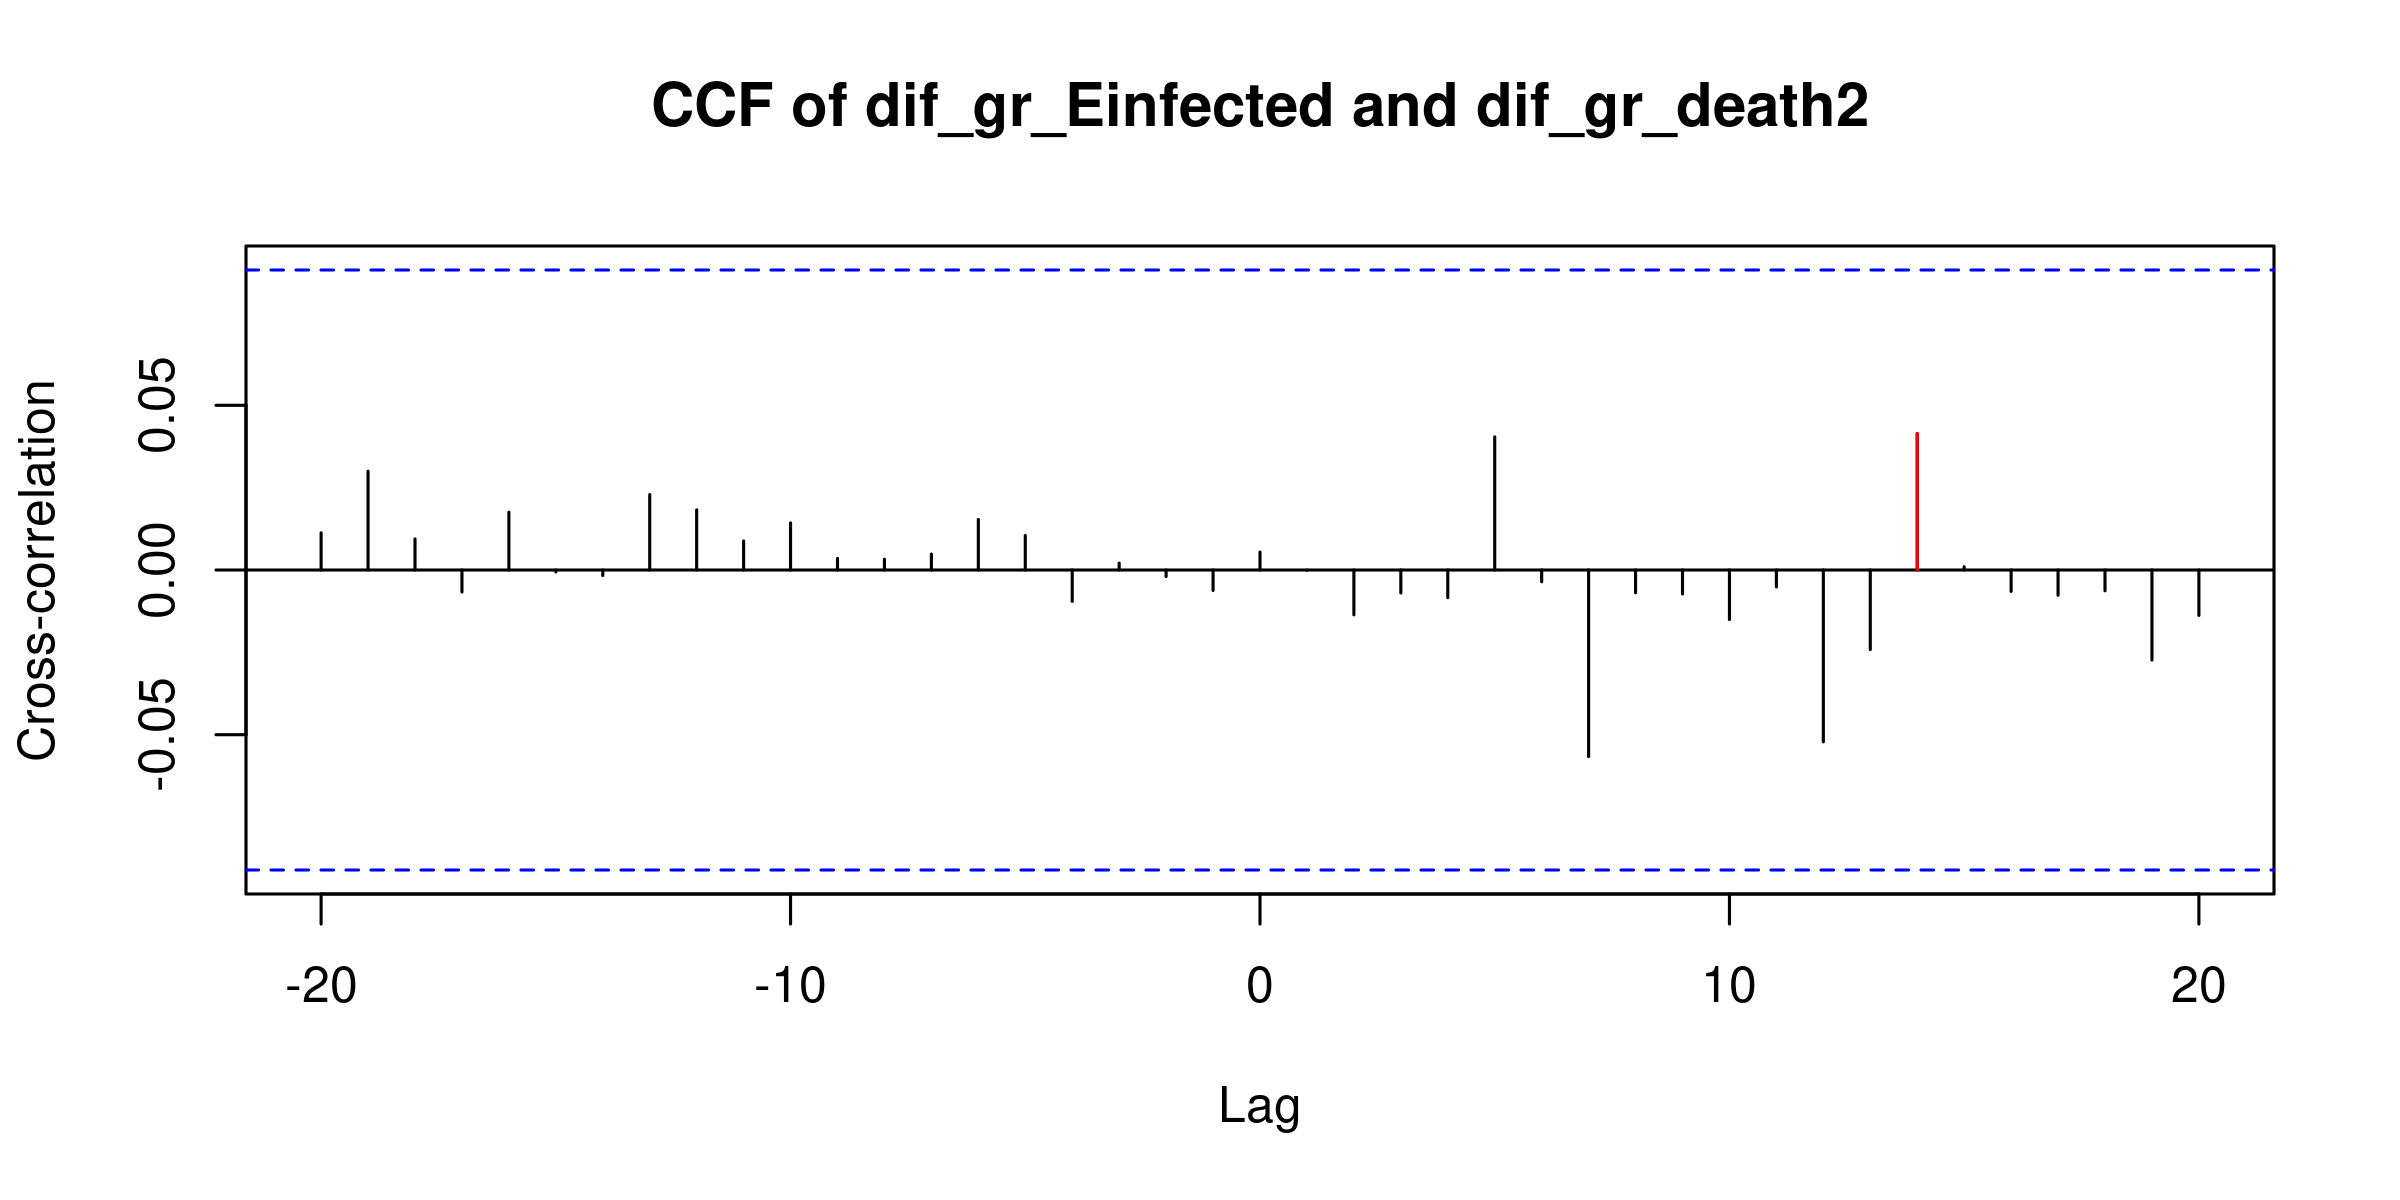 CCF of dif_gr_Einfected and dif_gr_death2
Cross-correlation
0.05
0.00
-0.05
-20 -10 0 10 20
Lag